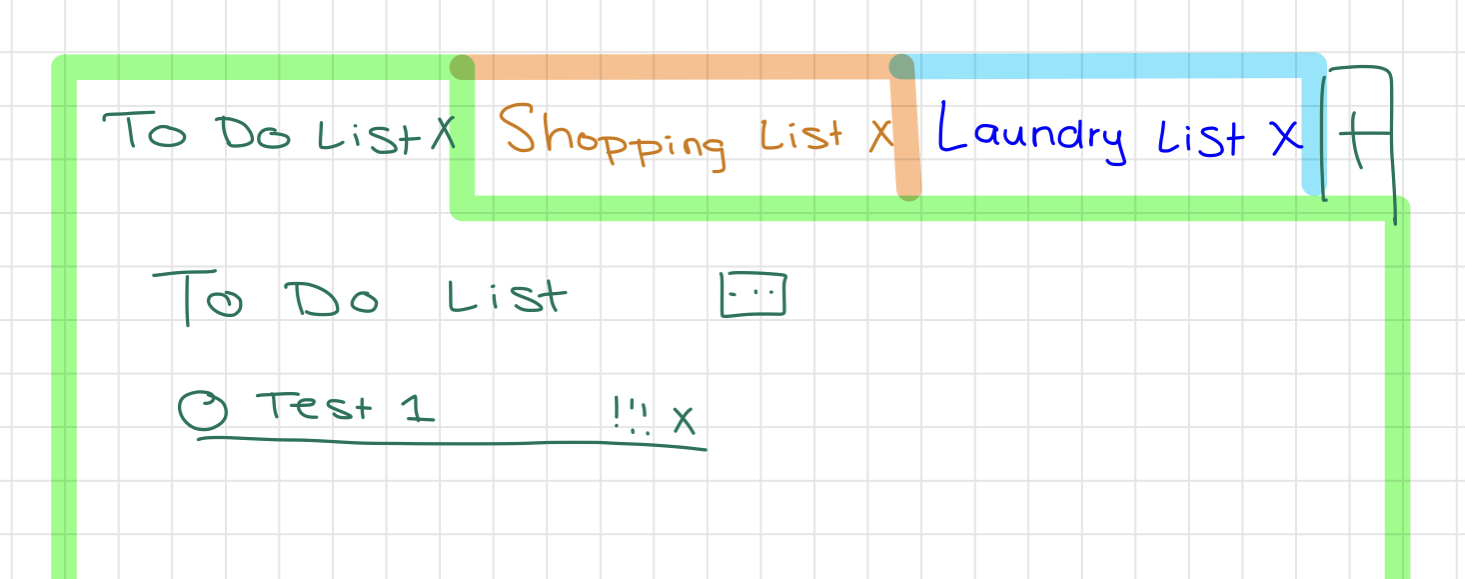 To Do List X Shopping List X Laundry List X +
To Do List ...
Test 1 !!! X